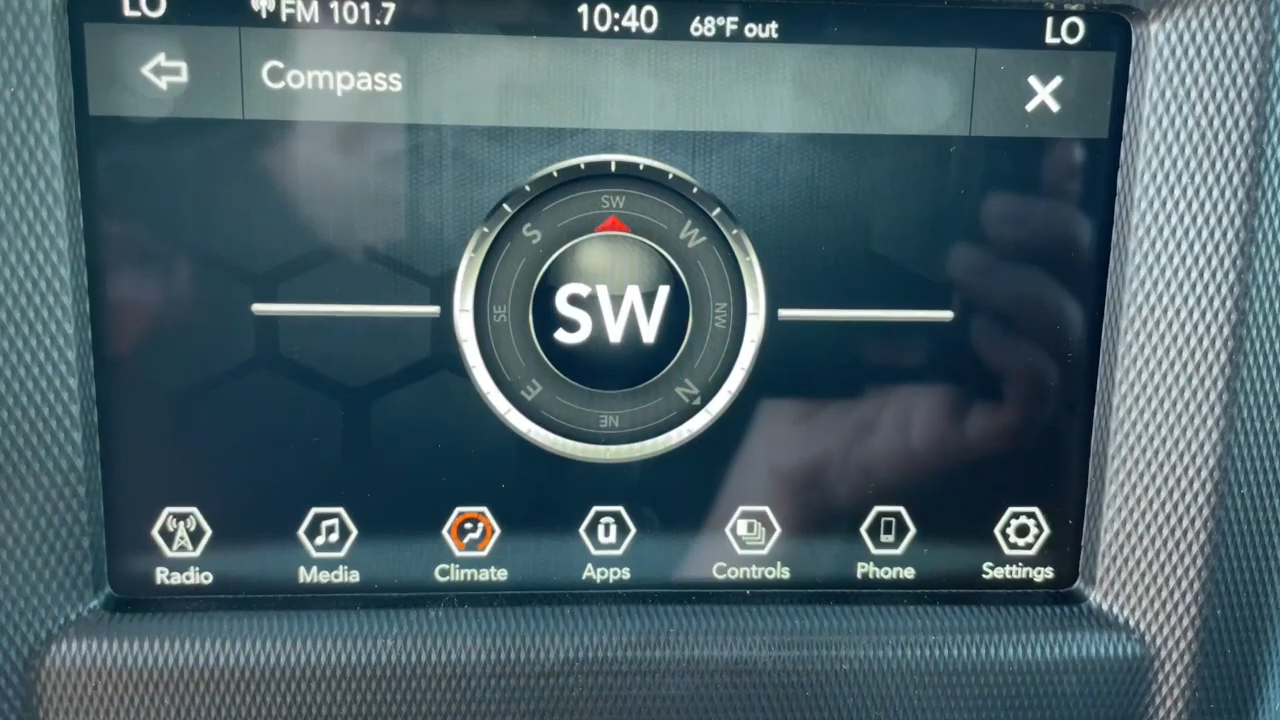 LO FM 101.7 10:40 68°F out LO
Compass
SW
S W
SE SW NW
E N
NE
Radio Media Climate Apps Controls Phone Settings